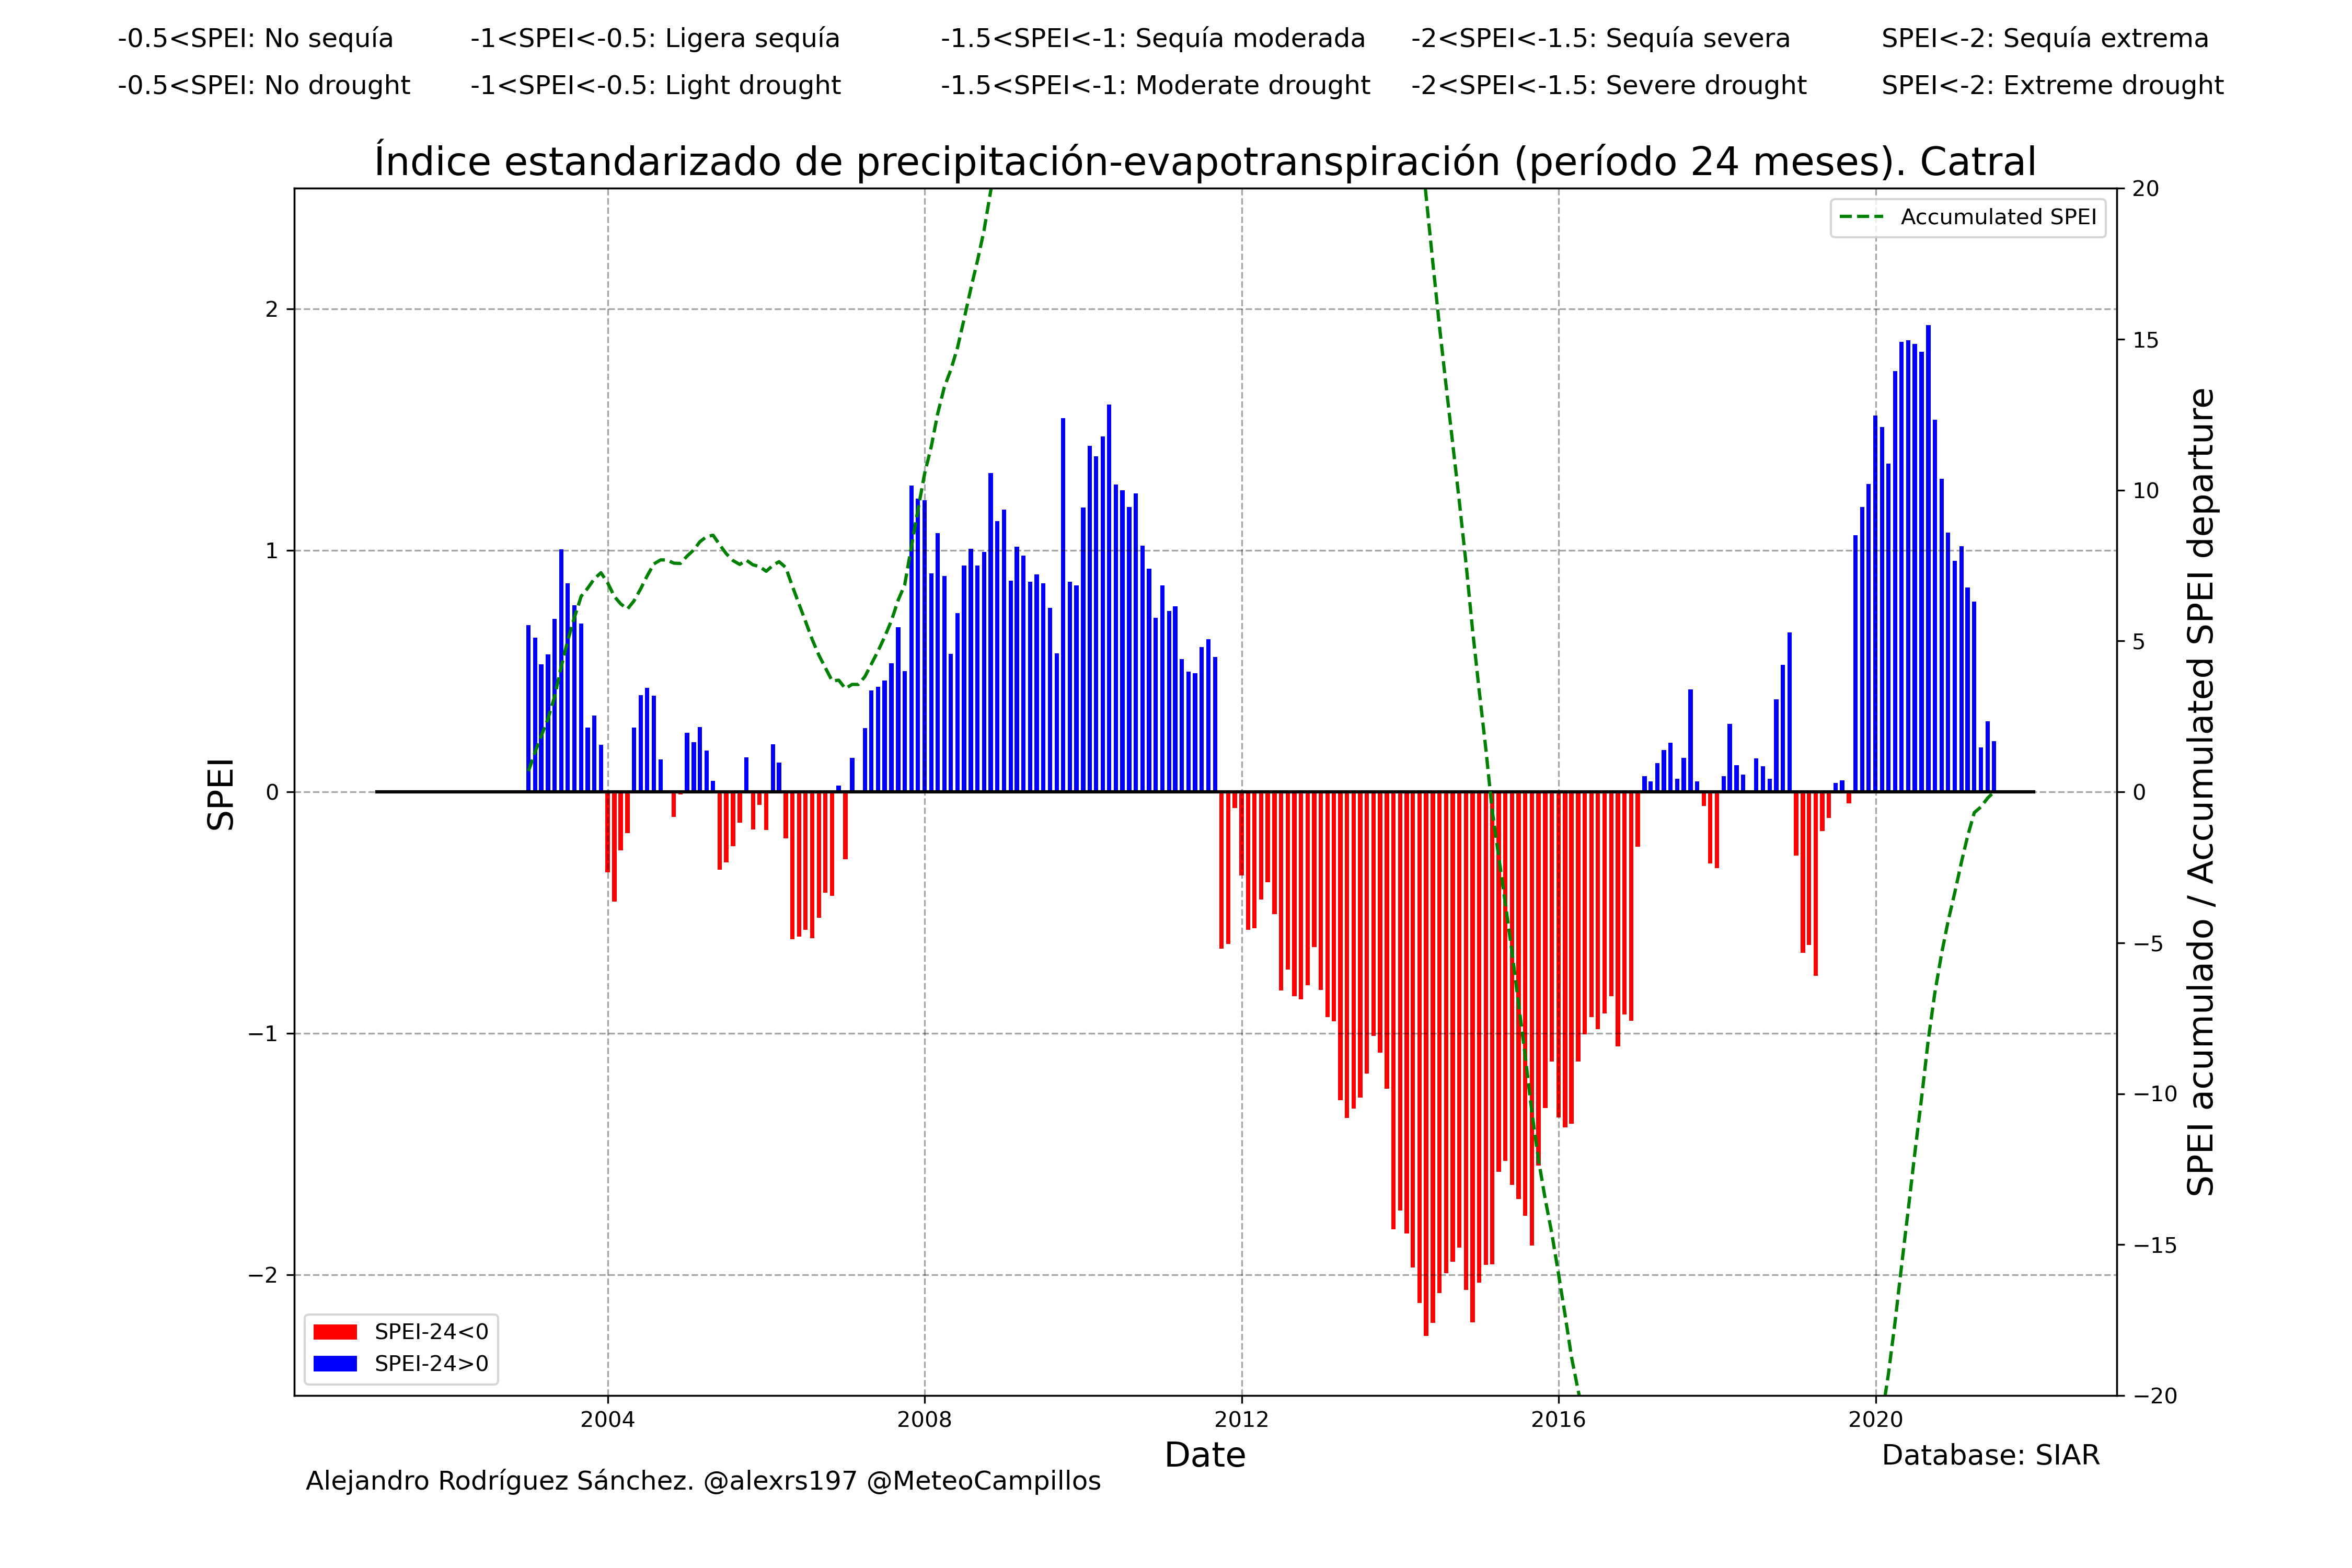 -0.5<SPEI: No sequía -1<SPEI<-0.5: Ligera sequía -1.5<SPEI<-1: Sequía moderada -2<SPEI<-1.5: Sequía severa SPEI<-2: Sequía extrema
-0.5<SPEI: No drought -1<SPEI<-0.5: Light drought -1.5<SPEI<-1: Moderate drought -2<SPEI<-1.5: Severe drought SPEI<-2: Extreme drought
Índice estandarizado de precipitación-evapotranspiración (período 24 meses). Catral
Accumulated SPEI
SPEI
2
1
0
−1
−2
20
15
10
5
0
−5
−10
−15
−20
SPEI acumulado / Accumulated SPEI departure
SPEI-24<0
SPEI-24>0
2004 2008 2012 2016 2020
Date
Database: SIAR
Alejandro Rodríguez Sánchez. @alexrs197 @MeteoCampillos